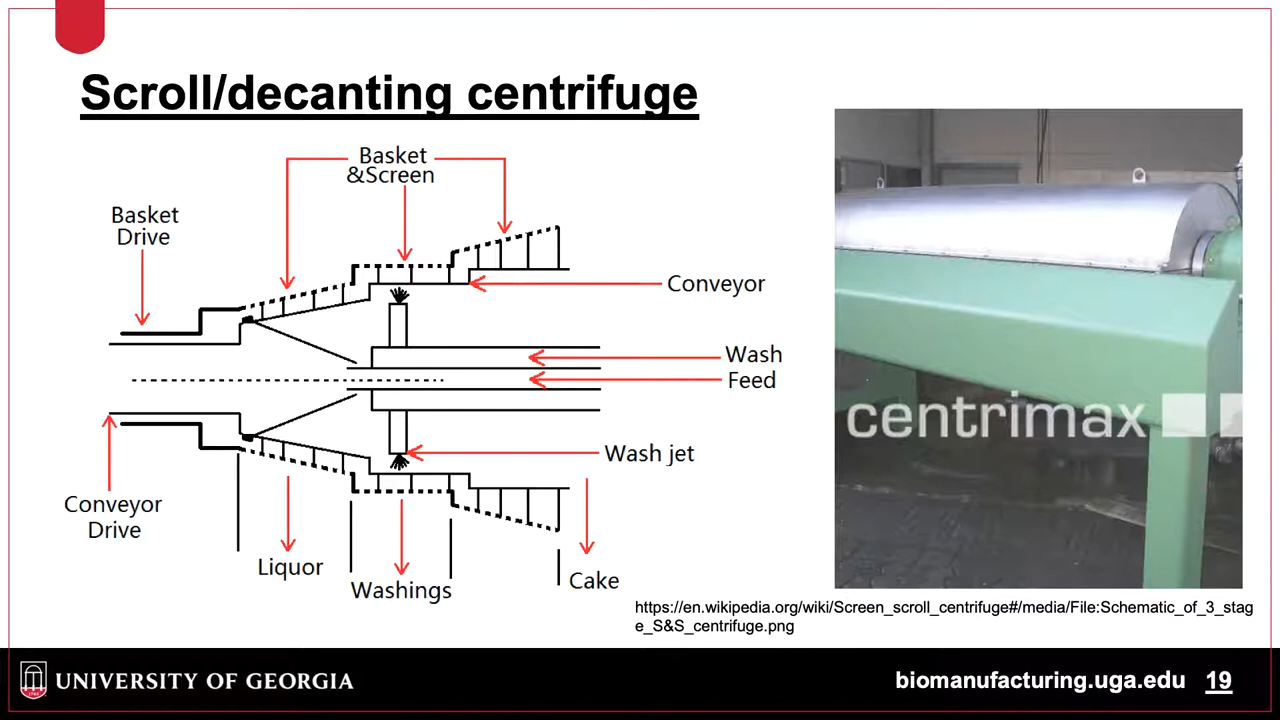 Scroll/decanting centrifuge
Basket
&Screen
Basket
Drive
Conveyor
Wash
Feed
Wash jet
Conveyor
Drive
Liquor
Washings
Cake
centrimax
https://en.wikipedia.org/wiki/Screen_scroll_centrifuge#/media/File:Schematic_of_3_stag
e_S&S_centrifuge.png
UNIVERSITY OF GEORGIA
biomanufacturing.uga.edu 19